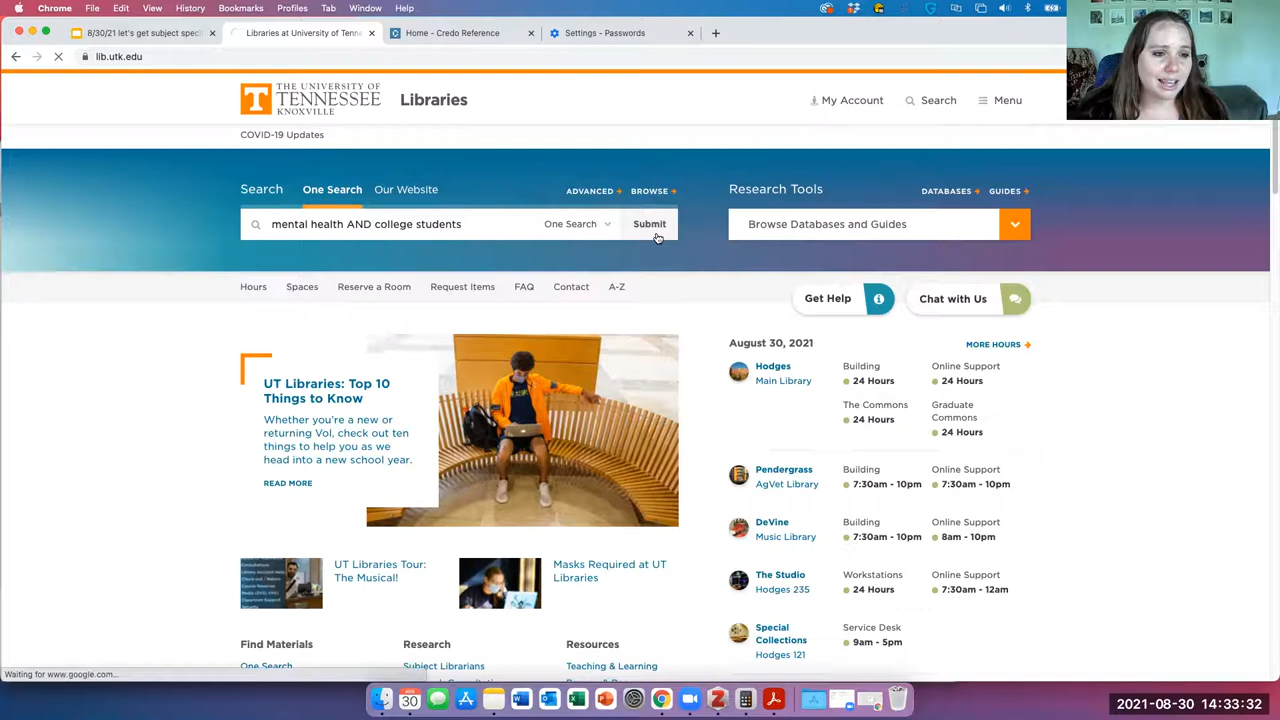 Chrome File Edit View History Bookmarks Profiles Tab Window Help
8/30/21 let's get subject speci
Libraries at University of Tenne
Home - Credo Reference
Settings - Passwords
lib.utk.edu
THE UNIVERSITY OF
TENNESSEE
KNOXVILLE
Libraries
My Account
Search
Menu
COVID-19 Updates
Search One Search Our Website ADVANCED BROWSE
mental health AND college students One Search Submit
Research Tools DATABASES GUIDES
Browse Databases and Guides
Hours Spaces Reserve a Room Request Items FAQ Contact A-Z
Get Help
Chat with Us
UT Libraries: Top 10
Things to Know
Whether you're a new or
returning Vol, check out ten
things to help you as we
head into a new school year.
READ MORE
August 30, 2021 MORE HOURS
Hodges
Main Library
Building
24 Hours
Online Support
24 Hours
The Commons
24 Hours
Graduate
Commons
24 Hours
Pendergrass
AgVet Library
Building
7:30am - 10pm
Online Support
7:30am - 10pm
DeVine
Music Library
Building
7:30am - 10pm
Online Support
8am - 10pm
The Studio
Hodges 235
Workstations
24 Hours
Online Support
7:30am - 12am
Special
Collections
Hodges 121
Service Desk
9am - 5pm
UT Libraries Tour:
The Musical!
Masks Required at UT
Libraries
Find Materials
One Search
Research
Subject Librarians
Resources
Teaching & Learning
Waiting for www.google.com...
AUG
30
2021-08-30 14:33:32